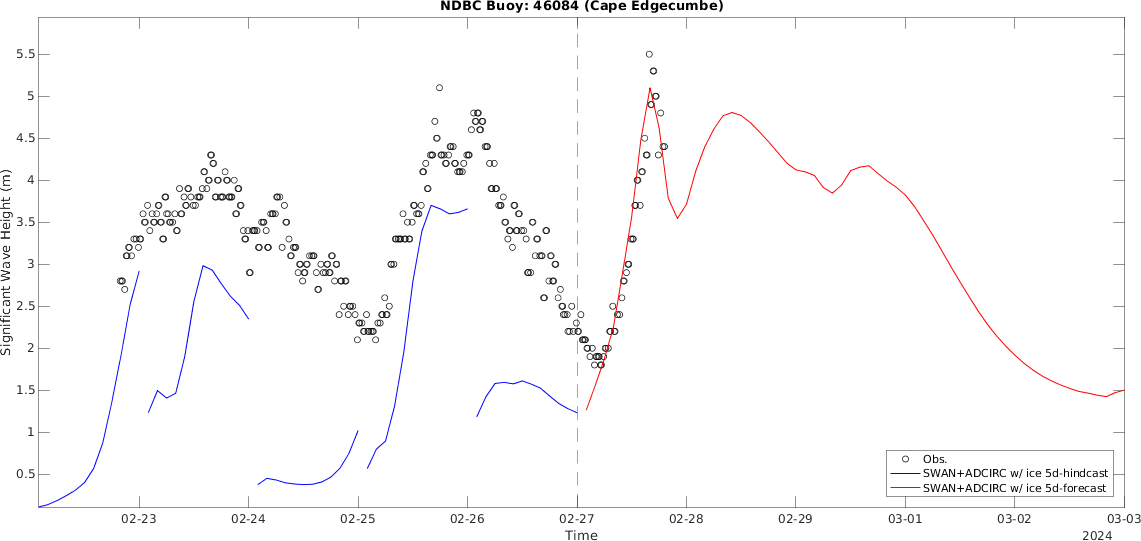 NDBC Buoy: 46084 (Cape Edgecumbe)
Significant Wave Height (m)
5.5
5
4.5
4
3.5
3
2.5
2
1.5
1
0.5
Obs.
SWAN+ADCIRC w/ ice 5d-hindcast
SWAN+ADCIRC w/ ice 5d-forecast
02-23 02-24 02-25 02-26 02-27 02-28 02-29 03-01 03-02 03-03
Time
2024